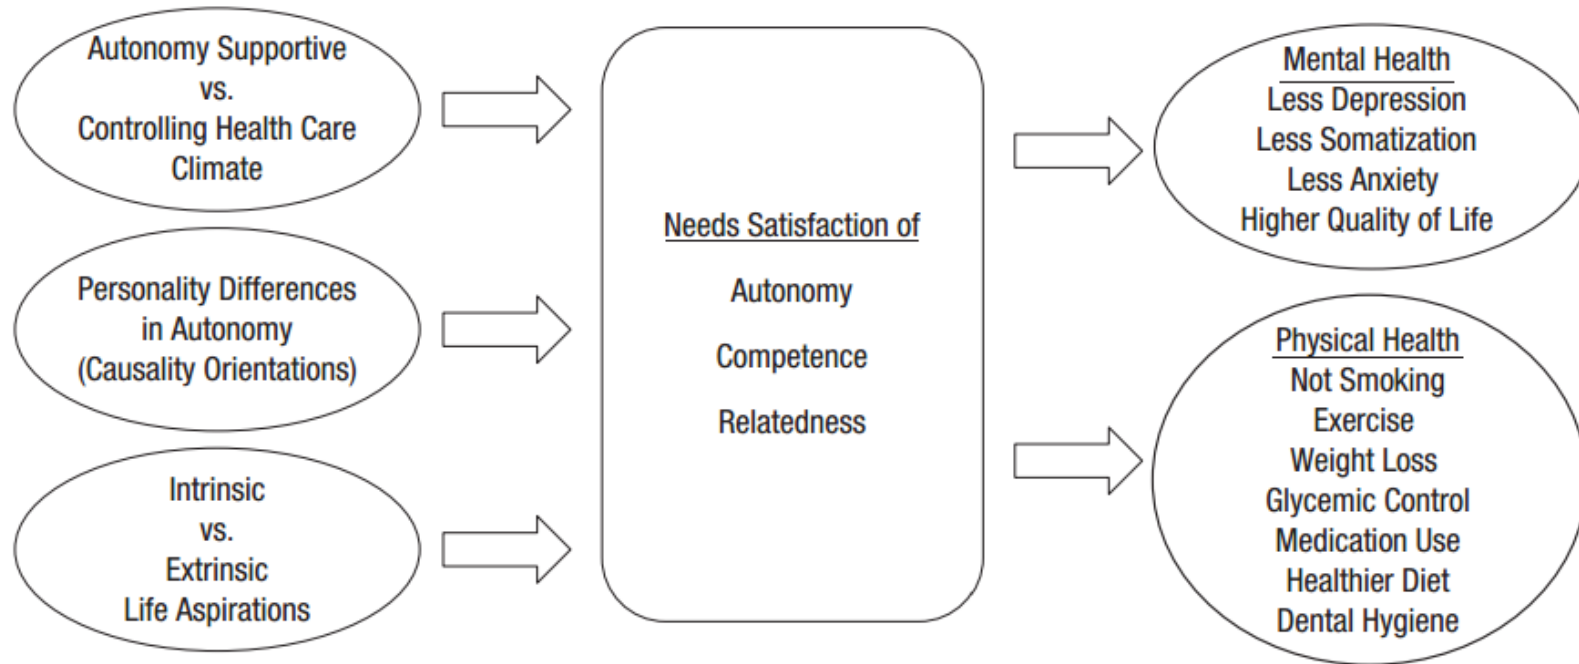 Autonomy Supportive
vs.
Controlling Health Care
Climate
Personality Differences
in Autonomy
(Causality Orientations)
Intrinsic
vs.
Extrinsic
Life Aspirations
Needs Satisfaction of
Autonomy
Competence
Relatedness
Mental Health
Less Depression
Less Somatization
Less Anxiety
Higher Quality of Life
Physical Health
Not Smoking
Exercise
Weight Loss
Glycemic Control
Medication Use
Healthier Diet
Dental Hygiene